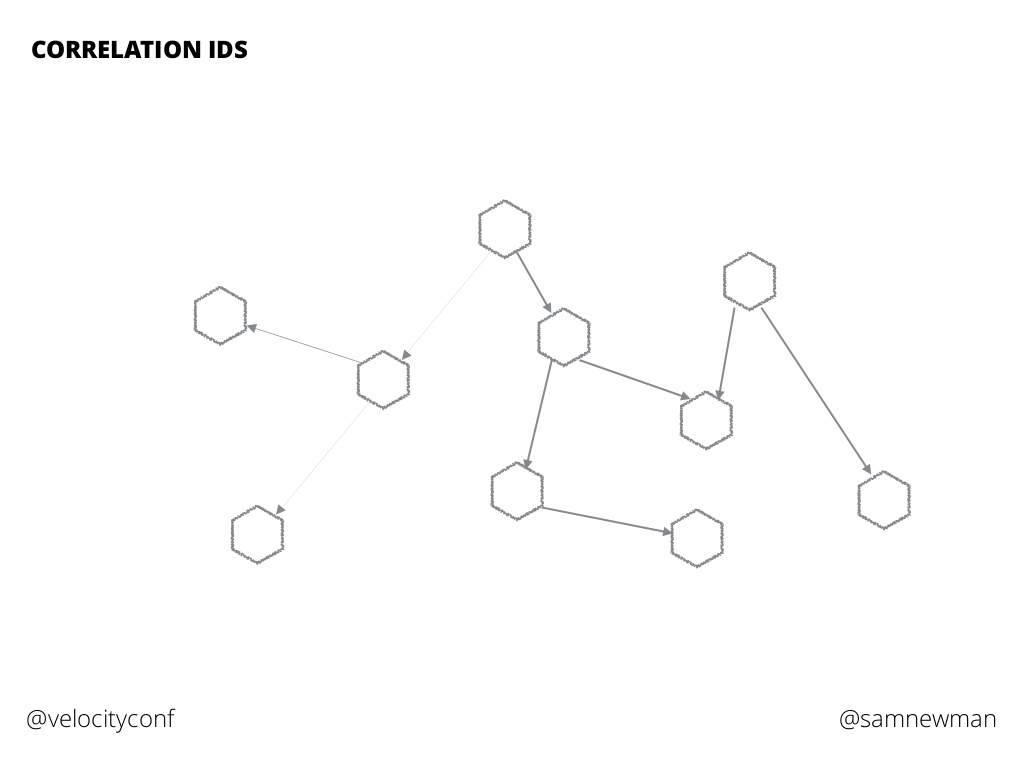 CORRELATION IDS
@velocityconf
@samnewman